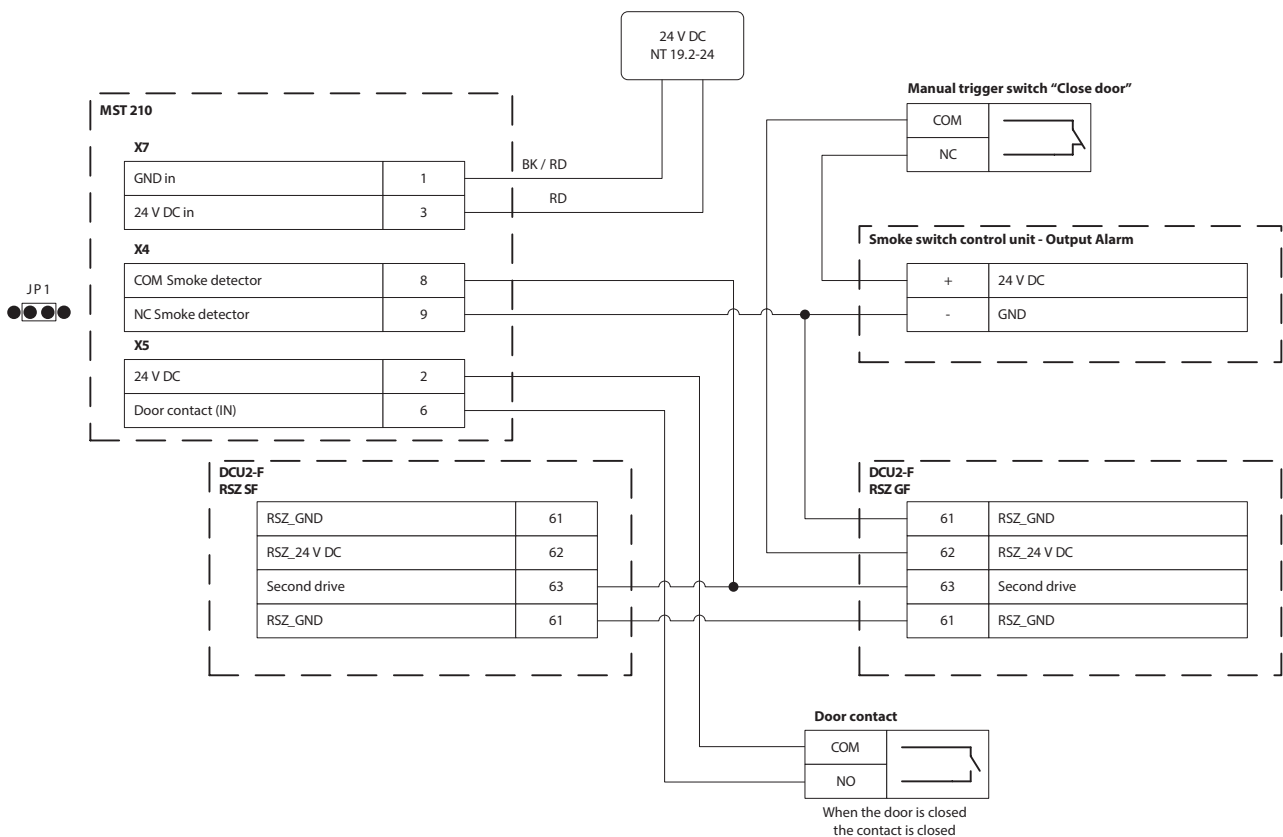 24 V DC
NT 19.2-24
MST 210
X7
GND in 1
24 V DC in 3
BK / RD
RD
X4
COM Smoke detector 8
NC Smoke detector 9
JP1
X5
24 V DC 2
Door contact (IN) 6
Manual trigger switch “Close door”
COM
NC
Smoke switch control unit - Output Alarm
+ 24 V DC
- GND
DCU2-F
RSZ SF
RSZ_GND 61
RSZ_24 V DC 62
Second drive 63
RSZ_GND 61
DCU2-F
RSZ GF
61 RSZ_GND
62 RSZ_24 V DC
63 Second drive
61 RSZ_GND
Door contact
COM
NO
When the door is closed
the contact is closed